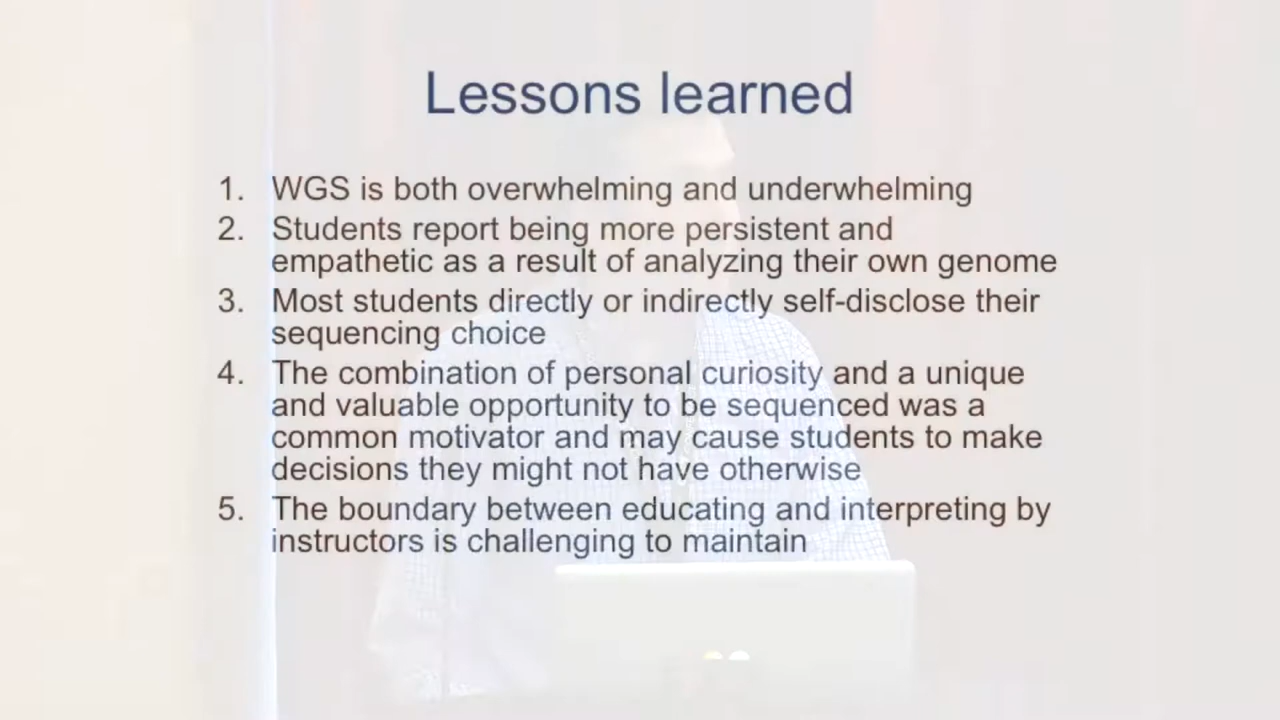 Lessons learned
1. WGS is both overwhelming and underwhelming
2. Students report being more persistent and
empathetic as a result of analyzing their own genome
3. Most students directly or indirectly self-disclose their
sequencing choice
4. The combination of personal curiosity and a unique
and valuable opportunity to be sequenced was a
common motivator and may cause students to make
decisions they might not have otherwise
5. The boundary between educating and interpreting by
instructors is challenging to maintain